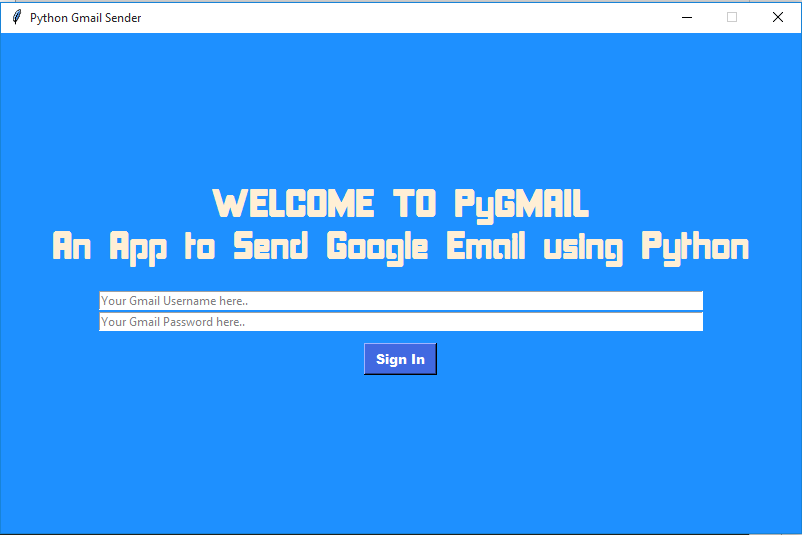 Python Gmail Sender
WELCOME TO PyGMAIL
An App to Send Google Email using Python
Your Gmail Username here..
Your Gmail Password here..
Sign In